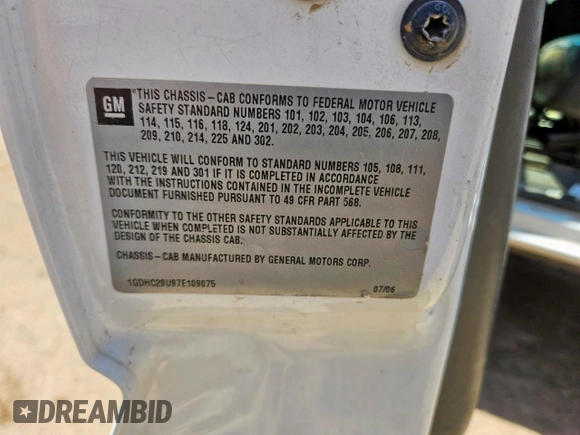 GM
THIS CHASSIS-CAB CONFORMS TO FEDERAL MOTOR VEHICLE
SAFETY STANDARD NUMBERS 101, 102, 103, 104, 106, 113,
114, 115, 116, 118, 124, 201, 202, 203, 204, 205, 206, 207, 208,
209, 210, 214, 225 AND 302.
THIS VEHICLE WILL CONFORM TO STANDARD NUMBERS 105, 108, 111,
120, 212, 219 AND 301 IF IT IS COMPLETED IN ACCORDANCE
WITH THE INSTRUCTIONS CONTAINED IN THE INCOMPLETE VEHICLE
DOCUMENT FURNISHED PURSUANT TO 49 CFR PART 568.
CONFORMITY TO THE OTHER SAFETY STANDARDS APPLICABLE TO THIS
VEHICLE WHEN COMPLETED IS NOT SUBSTANTIALLY AFFECTED BY THE
DESIGN OF THE CHASSIS CAB.
CHASSIS-CAB MANUFACTURED BY GENERAL MOTORS CORP.
1GDHC29U97E109075 07/06
DREAMBID